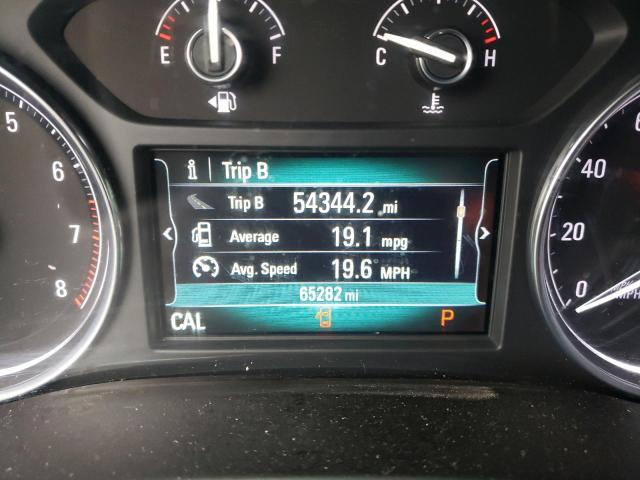 E F
C H
5
6
7
8
i Trip B
Trip B 54344.2 mi
Average 19.1 mpg
Avg. Speed 19.6 MPH
65282 mi
CAL P
40
20
0
MPH